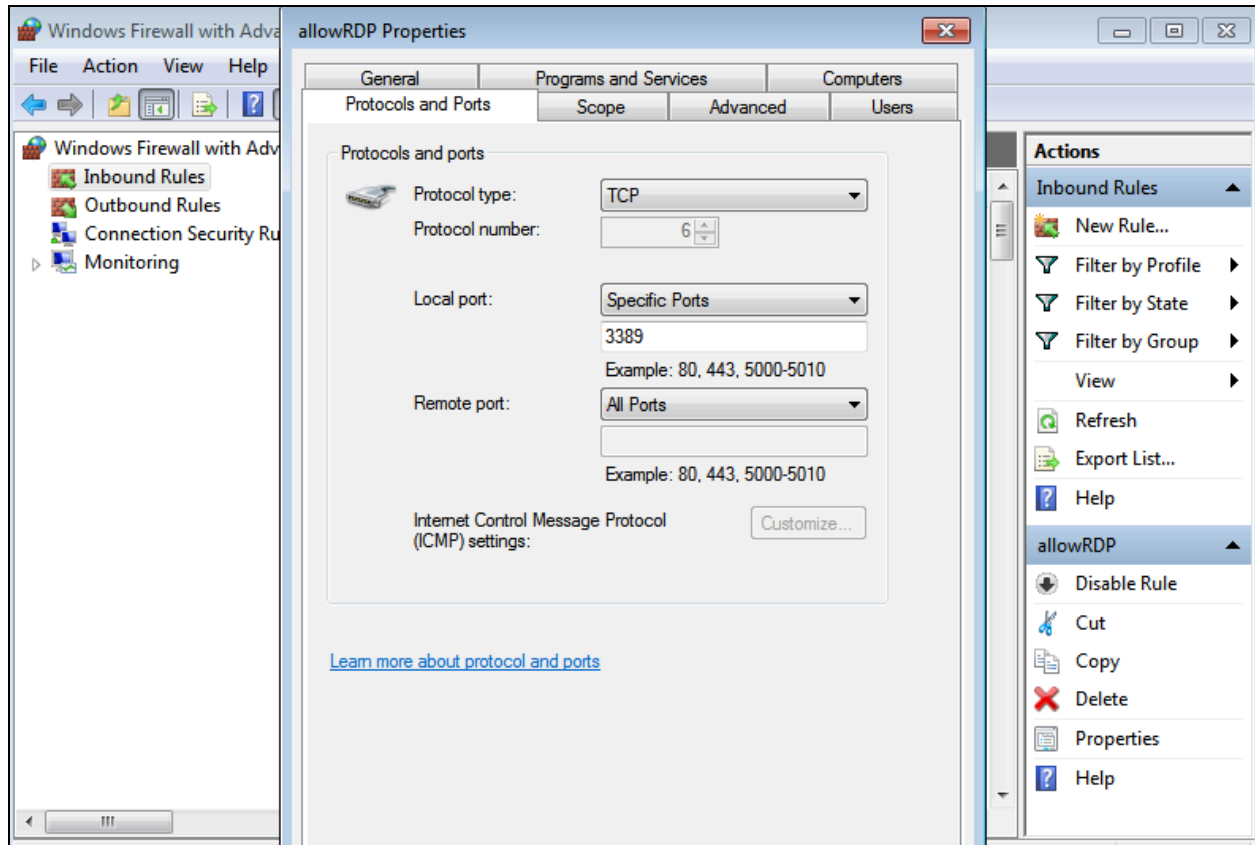 Windows Firewall with Adva
File Action View Help
Windows Firewall with Adv
Inbound Rules
Outbound Rules
Connection Security Ru
Monitoring
allowRDP Properties
General Programs and Services Computers
Protocols and Ports Scope Advanced Users
Protocols and ports
Protocol type: TCP
Protocol number: 6
Local port: Specific Ports
3389
Example: 80, 443, 5000-5010
Remote port: All Ports
Example: 80, 443, 5000-5010
Internet Control Message Protocol
(ICMP) settings:
Customize...
Learn more about protocol and ports
Actions
Inbound Rules
New Rule...
Filter by Profile
Filter by State
Filter by Group
View
Refresh
Export List...
Help
allowRDP
Disable Rule
Cut
Copy
Delete
Properties
Help